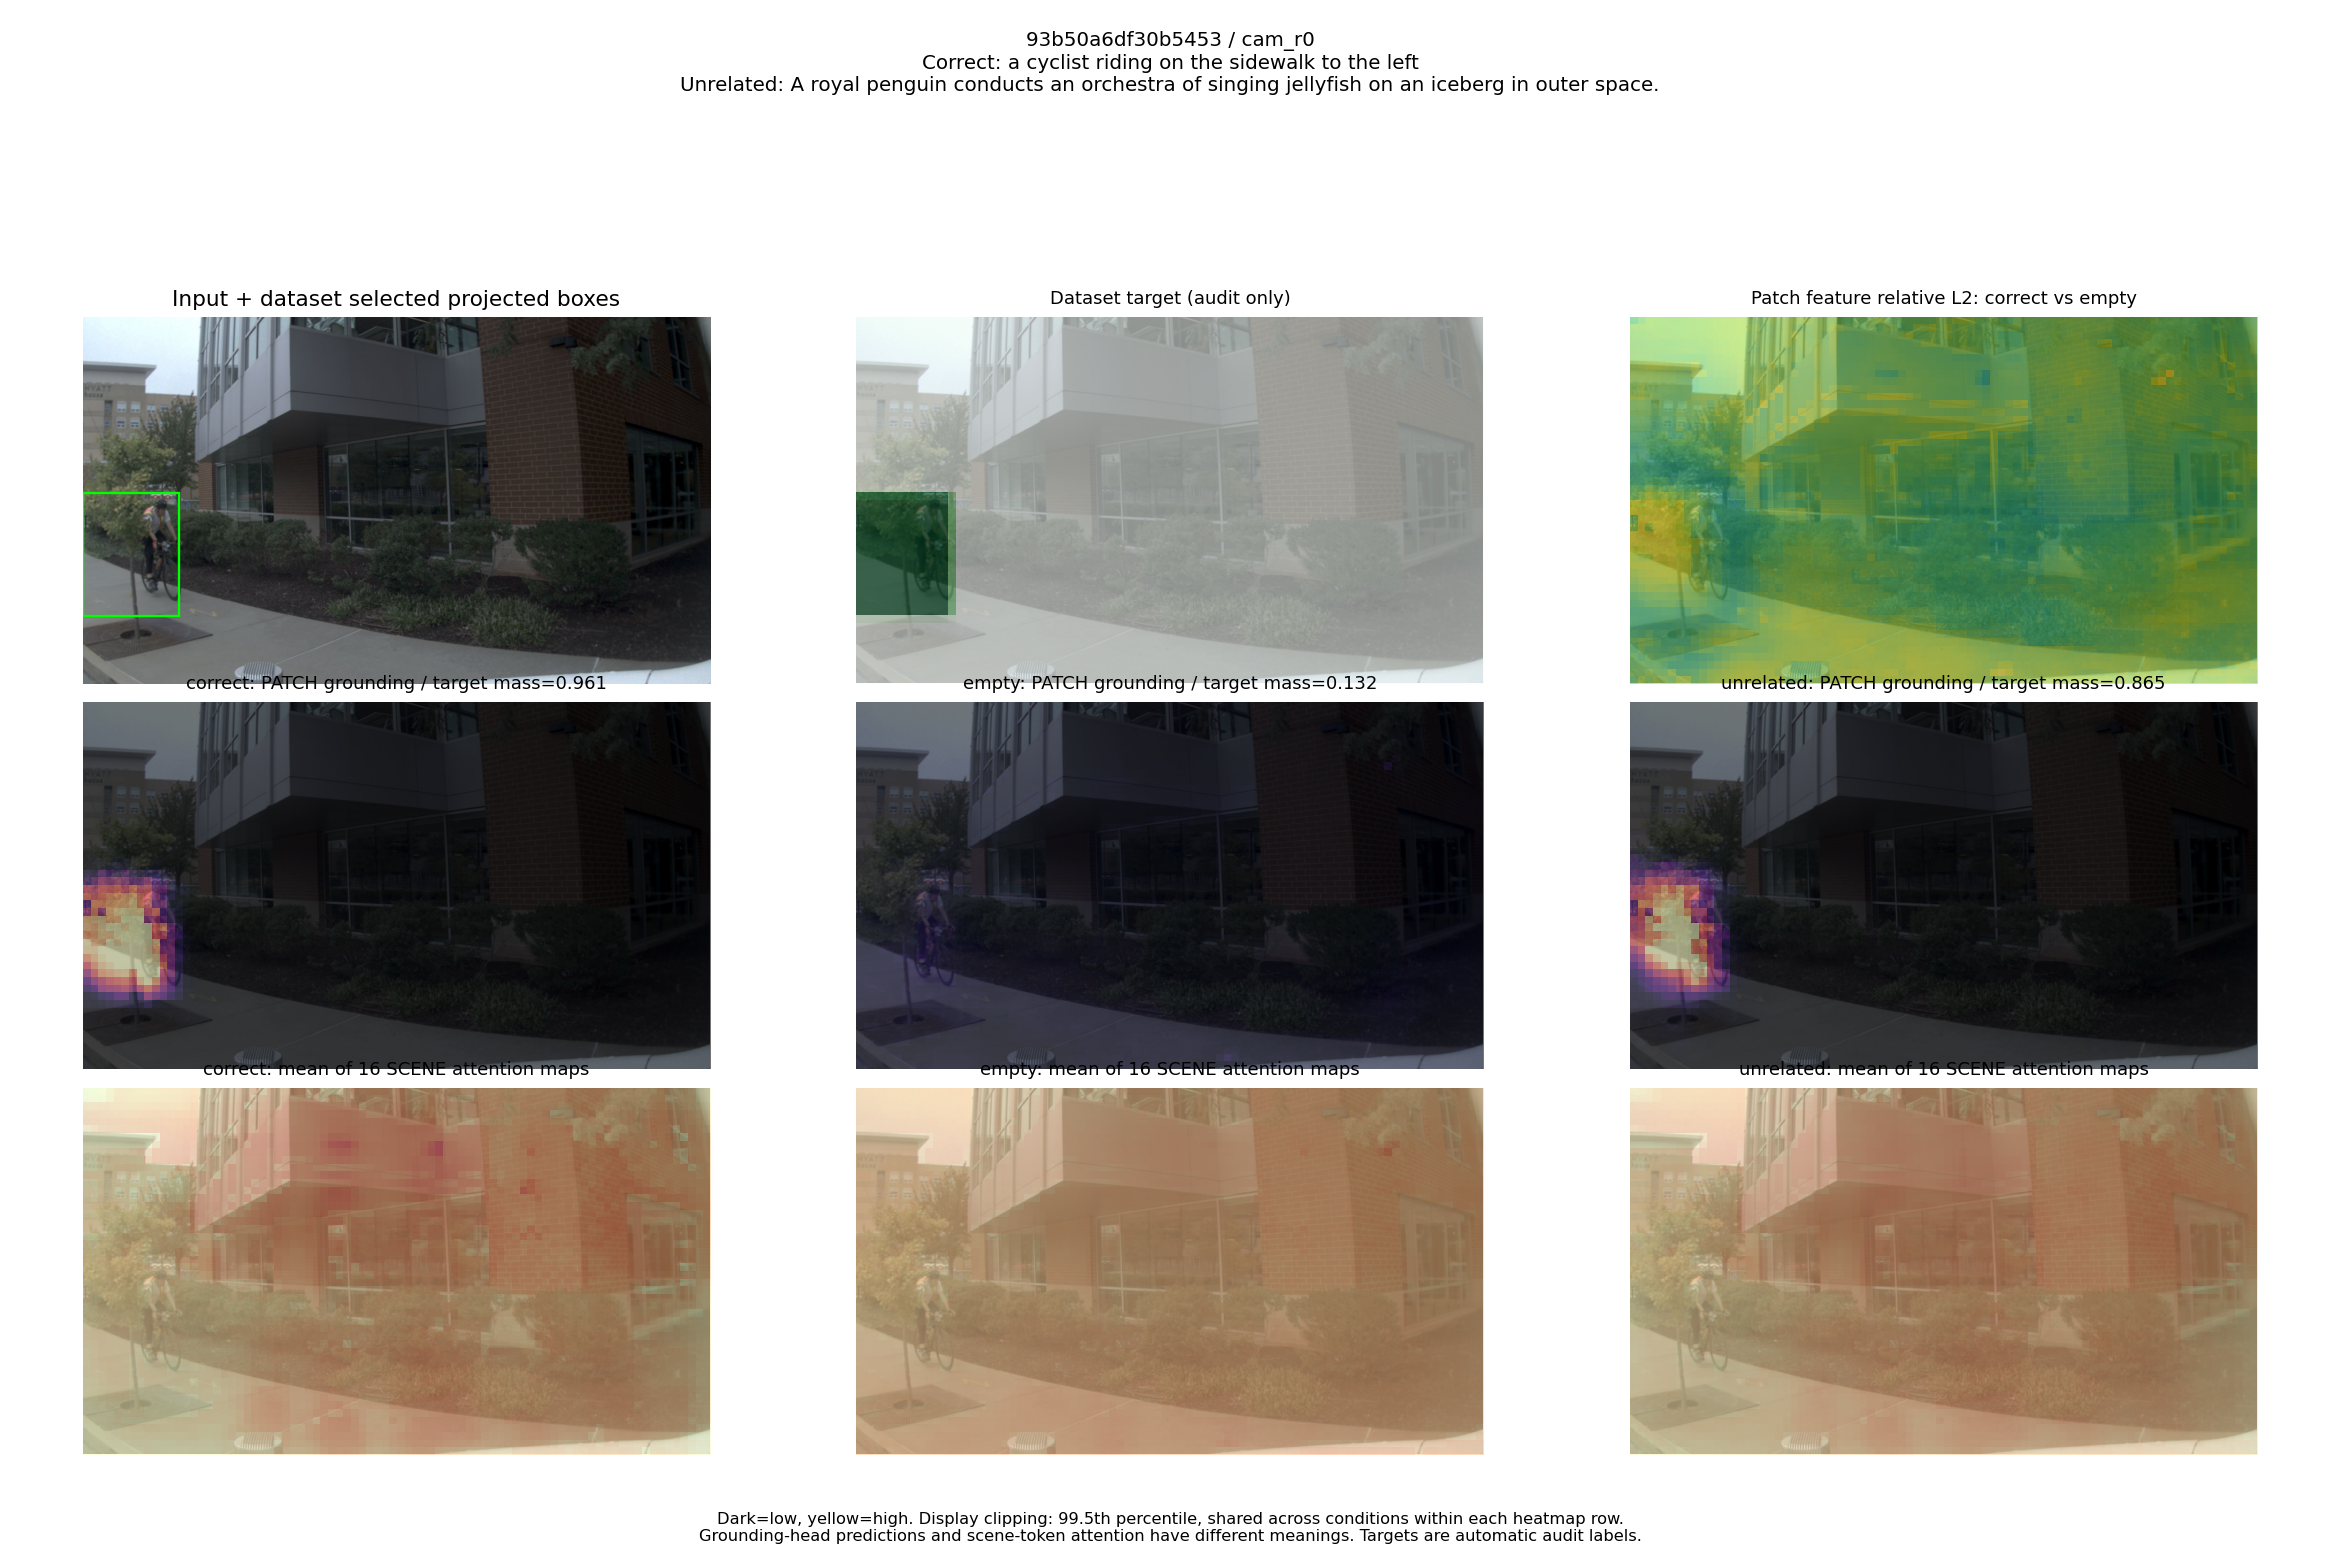 93b50a6df30b5453 / cam_r0
Correct: a cyclist riding on the sidewalk to the left
Unrelated: A royal penguin conducts an orchestra of singing jellyfish on an iceberg in outer space.
Input + dataset selected projected boxes
Dataset target (audit only)
Patch feature relative L2: correct vs empty
correct: PATCH grounding / target mass=0.961
empty: PATCH grounding / target mass=0.132
unrelated: PATCH grounding / target mass=0.865
correct: mean of 16 SCENE attention maps
empty: mean of 16 SCENE attention maps
unrelated: mean of 16 SCENE attention maps
Dark=low, yellow=high. Display clipping: 99.5th percentile, shared across conditions within each heatmap row.
Grounding-head predictions and scene-token attention have different meanings. Targets are automatic audit labels.